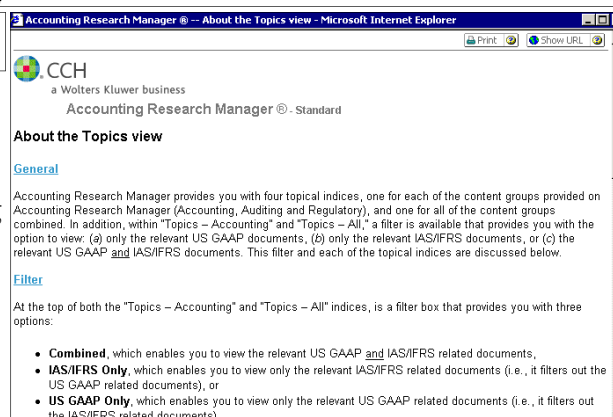 Accounting Research Manager ® -- About the Topics view - Microsoft Internet Explorer
Print ? Show URL ?
CCH
a Wolters Kluwer business
Accounting Research Manager ® - Standard
About the Topics view
General
Accounting Research Manager provides you with four topical indices, one for each of the content groups provided on
Accounting Research Manager (Accounting, Auditing and Regulatory), and one for all of the content groups
combined. In addition, within "Topics – Accounting" and "Topics – All," a filter is available that provides you with the
option to view: (a) only the relevant US GAAP documents, (b) only the relevant IAS/IFRS documents, or (c) the
relevant US GAAP and IAS/IFRS documents. This filter and each of the topical indices are discussed below.
Filter
At the top of both the "Topics – Accounting" and "Topics – All" indices, is a filter box that provides you with three
options:
• Combined, which enables you to view the relevant US GAAP and IAS/IFRS related documents,
• IAS/IFRS Only, which enables you to view only the relevant IAS/IFRS related documents (i.e., it filters out the
US GAAP related documents), or
• US GAAP Only, which enables you to view only the relevant US GAAP related documents (i.e., it filters out
the IAS/IFRS related documents)